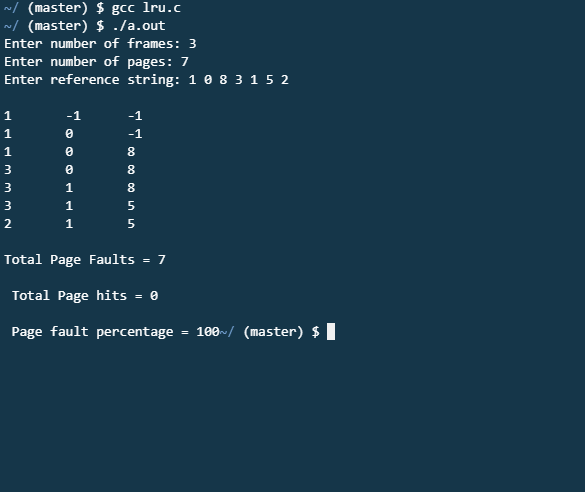 ~/ (master) $ gcc lru.c
~/ (master) $ ./a.out
Enter number of frames: 3
Enter number of pages: 7
Enter reference string: 1 0 8 3 1 5 2
1 -1 -1
1 0 -1
1 0 8
3 0 8
3 1 8
3 1 5
2 1 5
Total Page Faults = 7
Total Page hits = 0
Page fault percentage = 100~/ (master) $